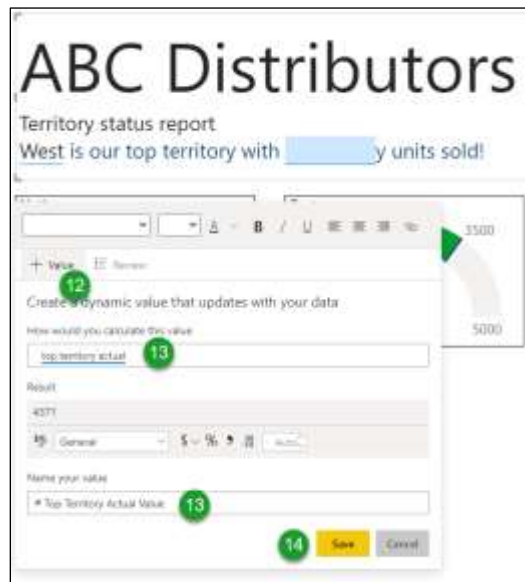 ABC Distributors
Territory status report
West is our top territory with y units sold!
3500
5000
A B I U
+ Value Review
12
Create a dynamic value that updates with your data
How would you calculate this value
13
top territory actual
Result
4371
General $ % Auto
Name your value
# Top Territory Actual Value
13
14
Save Cancel